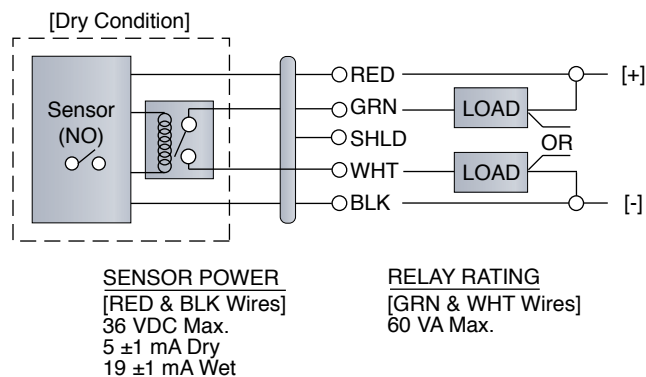 [Dry Condition]
Sensor
(NO)
RED
GRN
SHLD
WHT
BLK
LOAD
OR
LOAD
[+]
[-]
SENSOR POWER
[RED & BLK Wires]
36 VDC Max.
5 ±1 mA Dry
19 ±1 mA Wet
RELAY RATING
[GRN & WHT Wires]
60 VA Max.